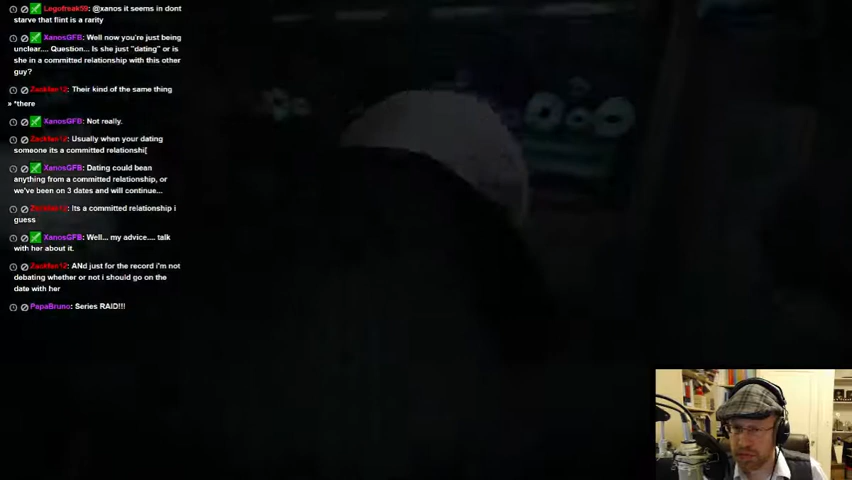 Legofreak59: @xanos it seems in dont
starve that flint is a rarity
XanosGFB: Well now you're just being
unclear.... Question... Is she just "dating" or is
she in a committed relationship with this other
guy?
Zackfan12: Their kind of the same thing
» *there
XanosGFB: Not really.
Zackfan12: Usually when your dating
someone its a committed relationshi[
XanosGFB: Dating could bean
anything from a committed relationship, or
we've been on 3 dates and will continue...
Zackfan12: Its a committed relationship i
guess
XanosGFB: Well... my advice.... talk
with her about it.
Zackfan12: ANd just for the record i'm not
debating whether or not i should go on the
date with her
PapaBruno: Series RAID!!!